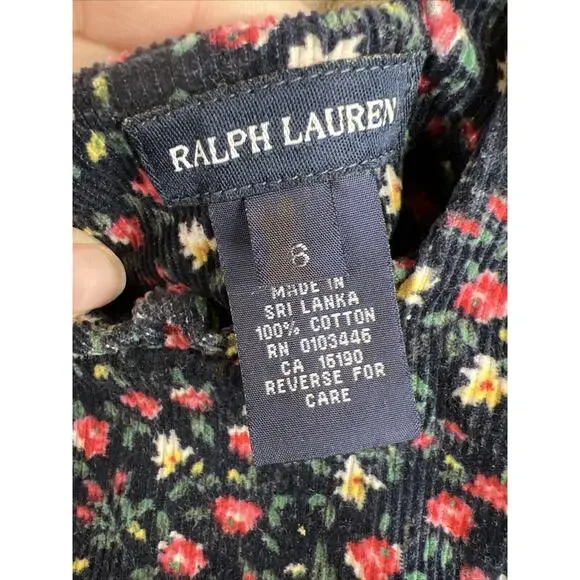 RALPH LAUREN
6
MADE IN
SRI LANKA
100% COTTON
RN 0103446
CA 16190
REVERSE FOR
CARE